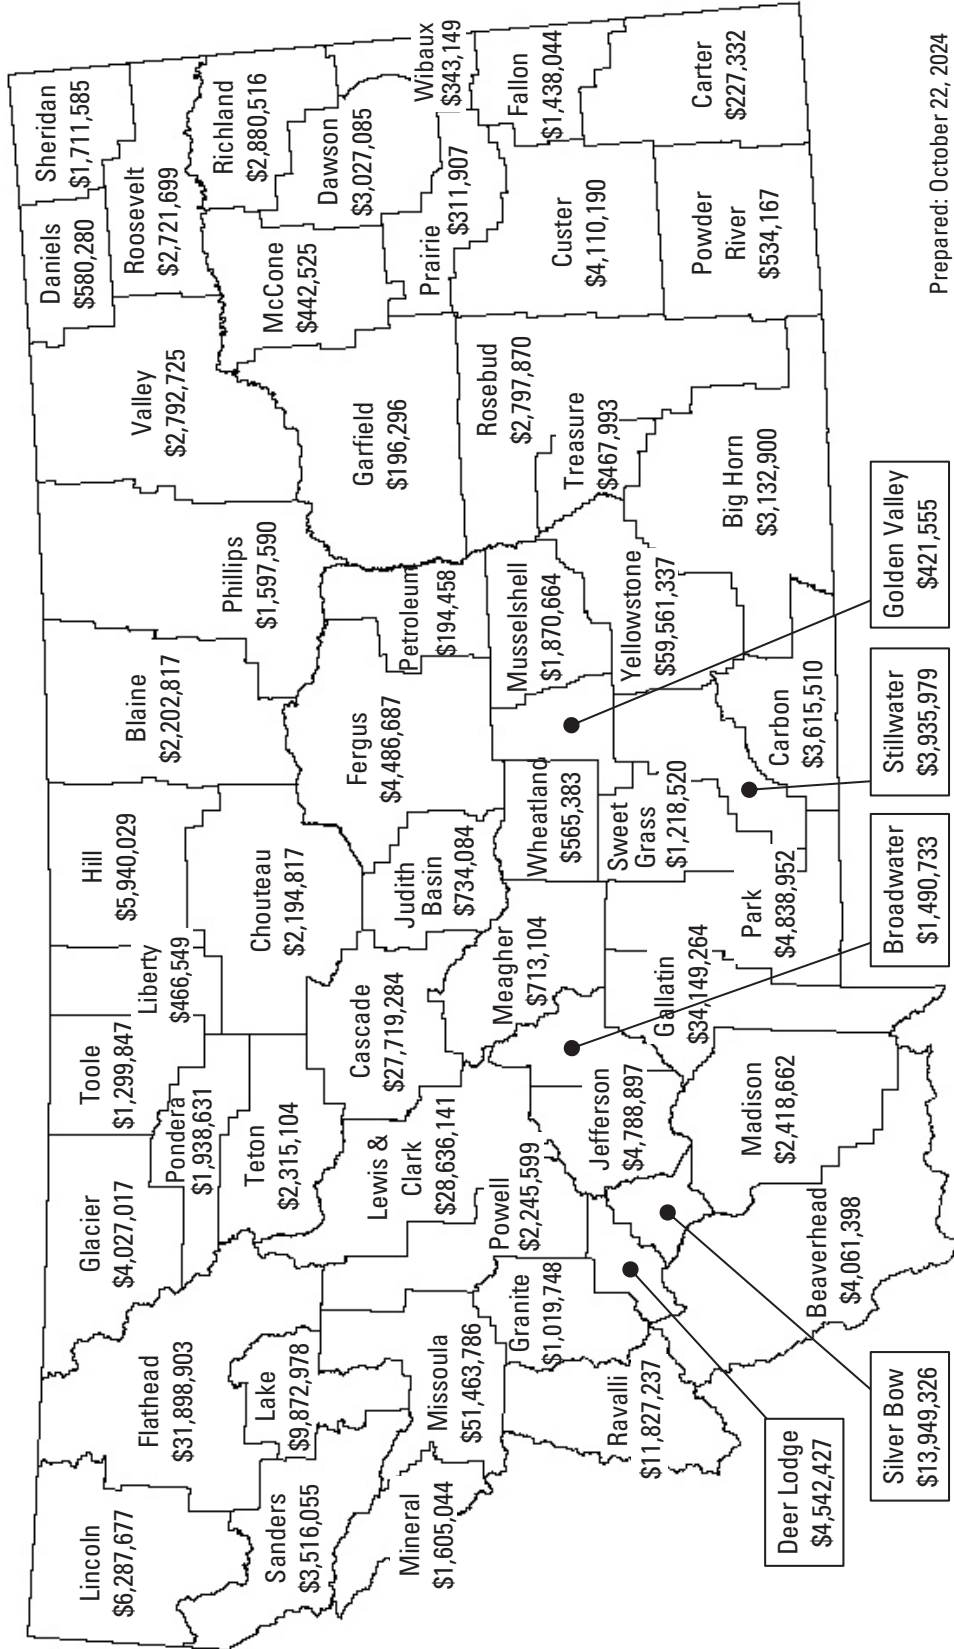 Lincoln
$6,287,677
Flathead
$31,898,903
Glacier
$4,027,017
Toole
$1,299,847
Liberty
$466,549
Hill
$5,940,029
Blaine
$2,202,817
Phillips
$1,597,590
Valley
$2,792,725
Daniels
$580,280
Sheridan
$1,711,585
Roosevelt
$2,721,699
Pondera
$1,938,631
Teton
$2,315,104
Chouteau
$2,194,817
Richland
$2,880,516
McCone
$442,525
Dawson
$3,027,085
Wibaux
$343,149
Prairie
$311,907
Garfield
$196,296
Petroleum
$194,458
Fergus
$4,486,687
Judith
Basin
$734,084
Cascade
$27,719,284
Lewis &
Clark
$28,636,141
Lake
$9,872,978
Sanders
$3,516,055
Mineral
$1,605,044
Missoula
$51,463,786
Powell
$2,245,599
Granite
$1,019,748
Ravalli
$11,827,237
Jefferson
$4,788,897
Meagher
$713,104
Wheatland
$565,383
Musselshell
$1,870,664
Rosebud
$2,797,870
Treasure
$467,993
Custer
$4,110,190
Fallon
$1,438,044
Carter
$227,332
Powder
River
$534,167
Big Horn
$3,132,900
Yellowstone
$59,561,337
Sweet
Grass
$1,218,520
Carbon
$3,615,510
Park
$4,838,952
Gallatin
$34,149,264
Madison
$2,418,662
Beaverhead
$4,061,398
Deer Lodge
$4,542,427
Silver Bow
$13,949,326
Broadwater
$1,490,733
Stillwater
$3,935,979
Golden Valley
$421,555
Prepared: October 22, 2024